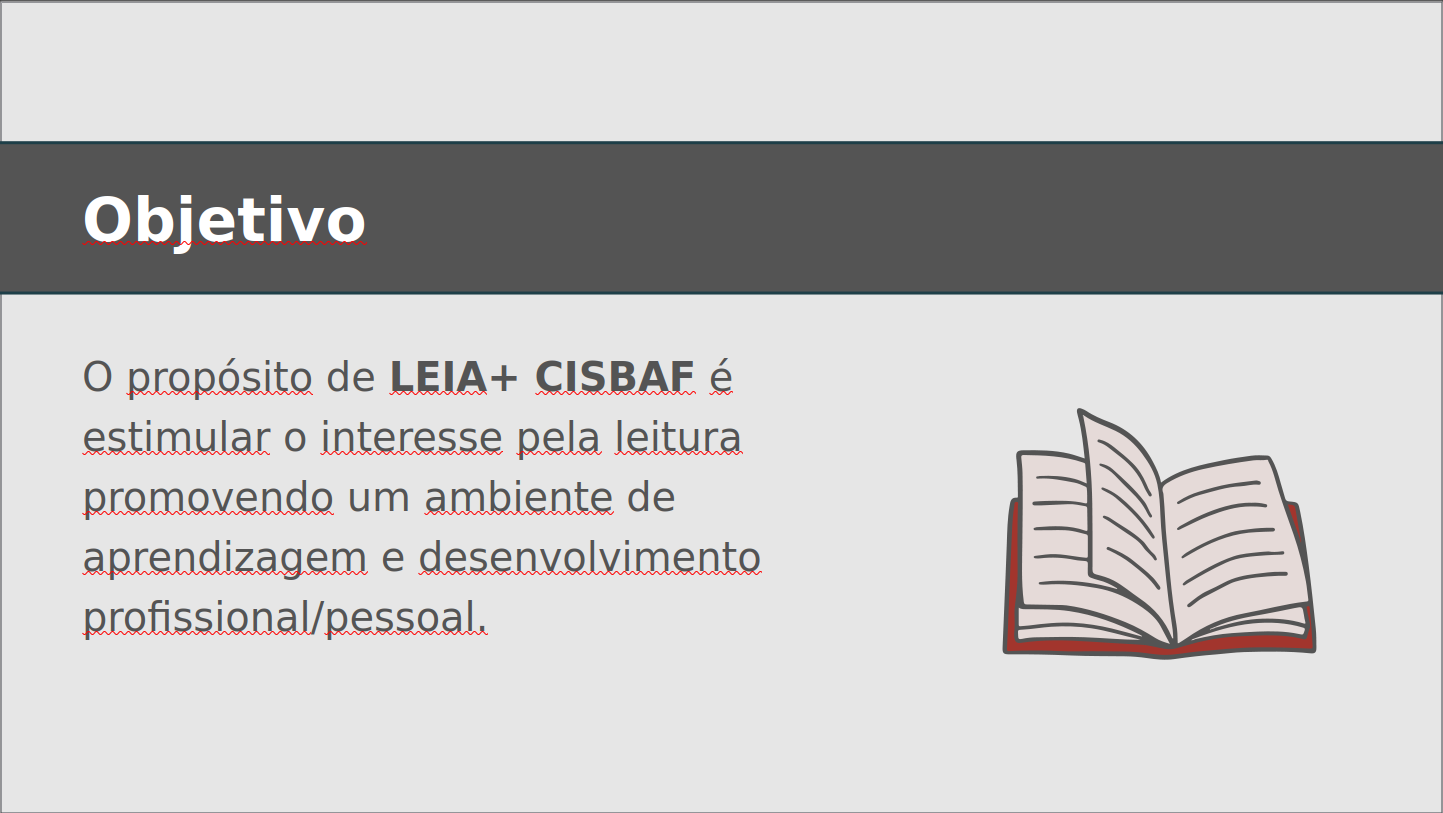 Objetivo
O propósito de LEIA+ CISBAF é
estimular o interesse pela leitura
promovendo um ambiente de
aprendizagem e desenvolvimento
profissional/pessoal.